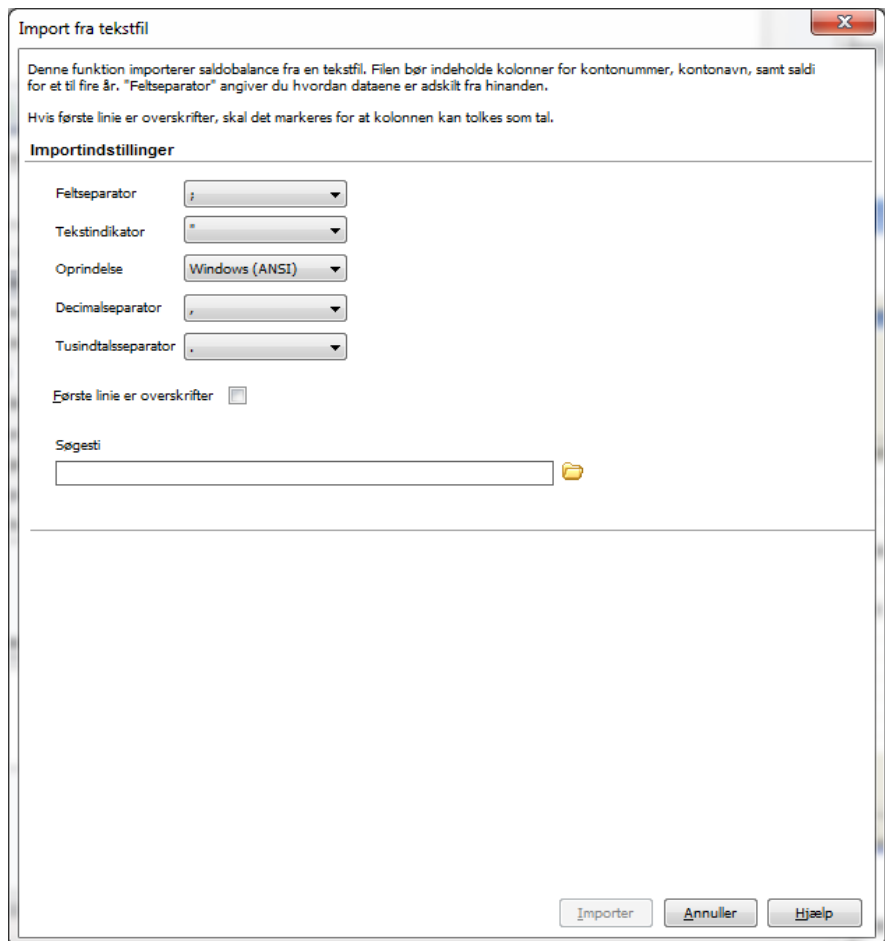 Import fra tekstfil
Denne funktion importerer saldobalance fra en tekstfil. Filen bør indeholde kolonner for kontonummer, kontonavn, samt saldi
for et til fire år. "Feltseparator" angiver du hvordan dataene er adskilt fra hinanden.
Hvis første linie er overskrifter, skal det markeres for at kolonnen kan tolkes som tal.
Importindstillinger
Feltseparator ;
Tekstindikator "
Oprindelse Windows (ANSI)
Decimalseparator ,
Tusindtalsseparator .
Første linie er overskrifter
Søgesti
Importer Annuller Hjælp